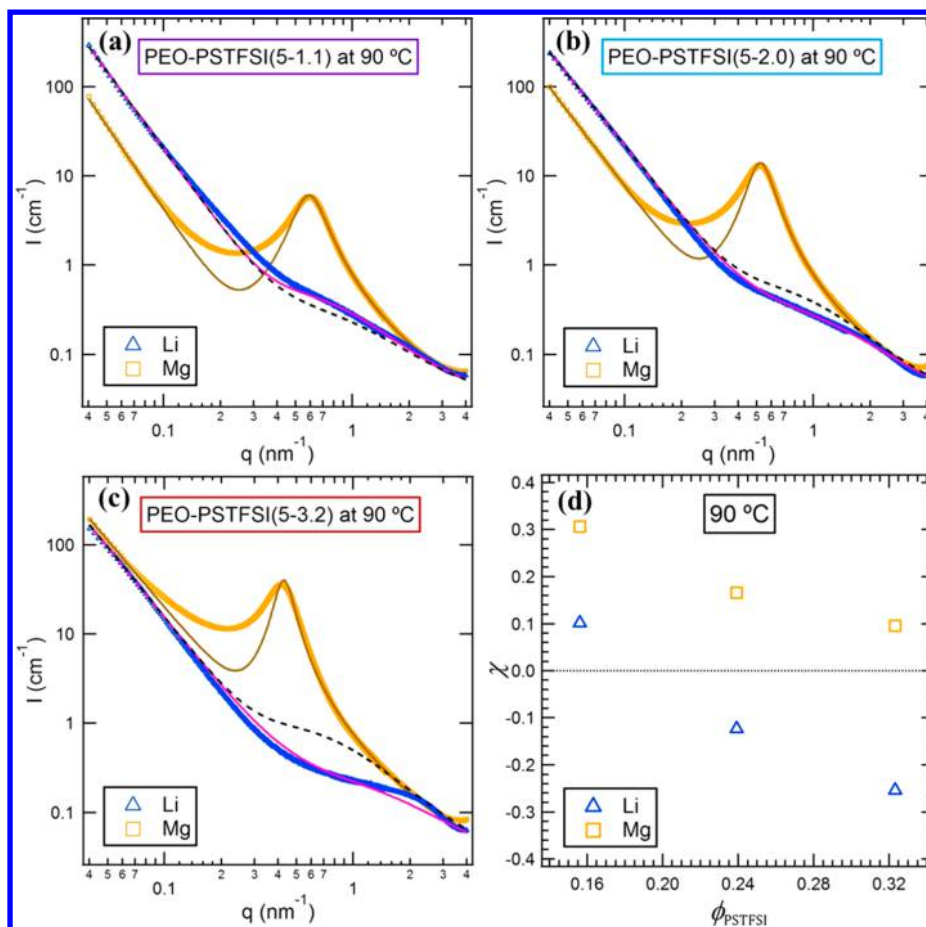 (a)
PEO-PSTFSI(5-1.1) at 90 ºC
I (cm⁻¹)
100
10
1
0.1
Li
Mg
4 5 6 7 0.1 2 3 4 5 6 7 1 2 3 4
q (nm⁻¹)
(b)
PEO-PSTFSI(5-2.0) at 90 ºC
I (cm⁻¹)
100
10
1
0.1
Li
Mg
4 5 6 7 0.1 2 3 4 5 6 7 1 2 3 4
q (nm⁻¹)
(c)
PEO-PSTFSI(5-3.2) at 90 ºC
I (cm⁻¹)
100
10
1
0.1
Li
Mg
4 5 6 7 0.1 2 3 4 5 6 7 1 2 3 4
q (nm⁻¹)
(d)
90 ºC
χ
0.4
0.3
0.2
0.1
0.0
-0.1
-0.2
-0.3
-0.4
Li
Mg
0.16 0.20 0.24 0.28 0.32
ϕPSTFSI